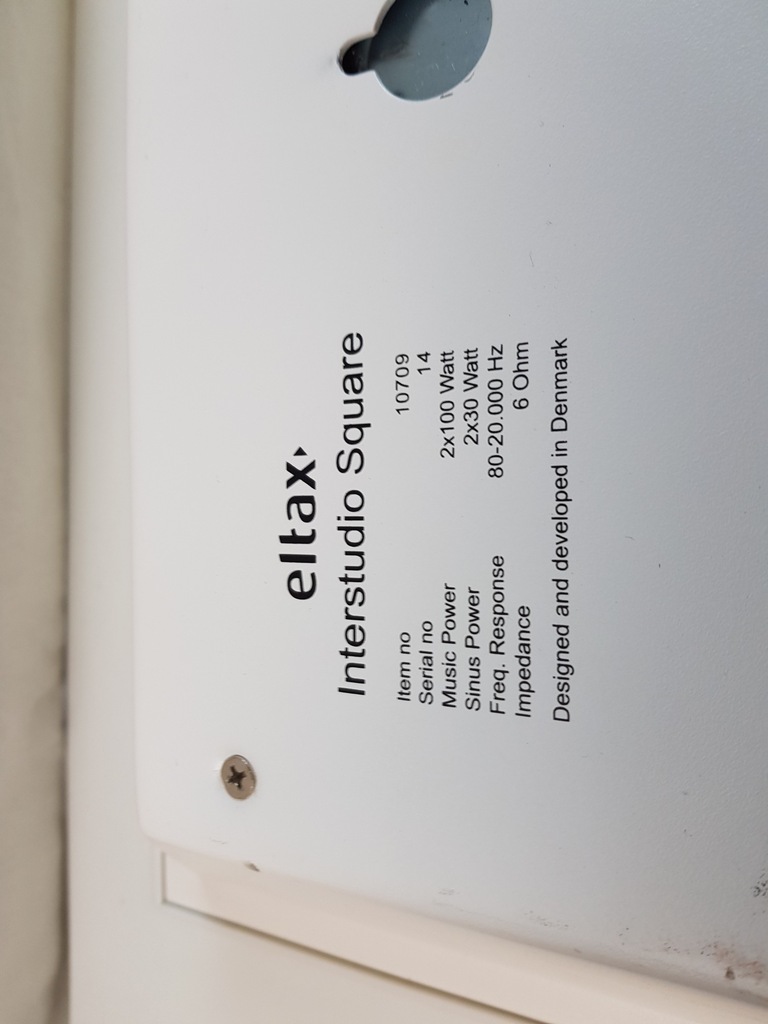 eltax
Interstudio Square
Item no 10709
Serial no 14
Music Power 2x100 Watt
Sinus Power 2x30 Watt
Freq. Response 80-20.000 Hz
Impedance 6 Ohm
Designed and developed in Denmark